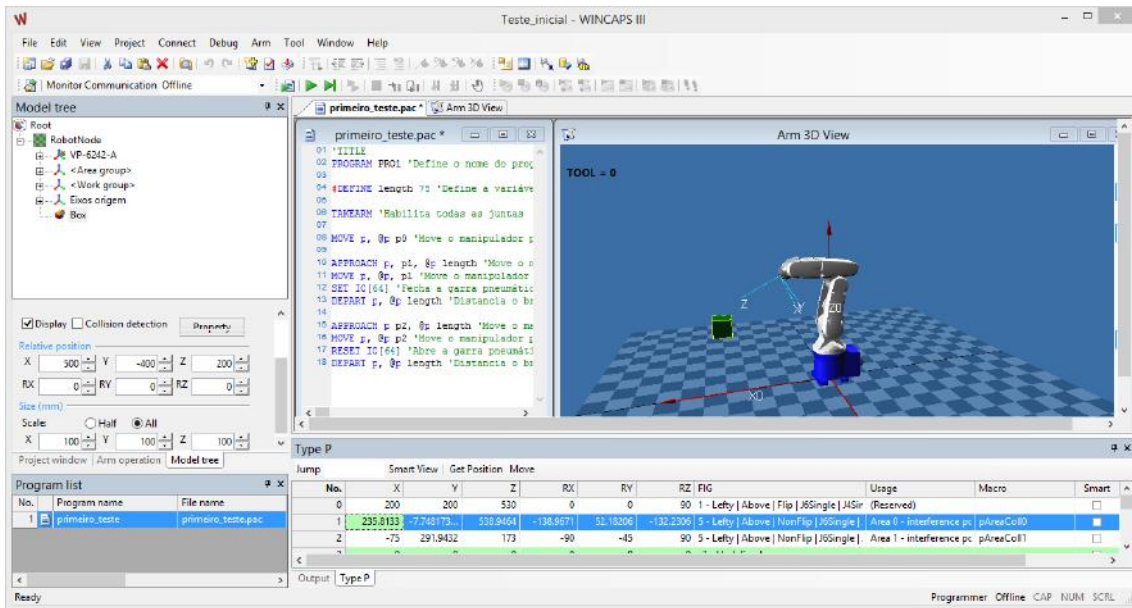 Teste_inicial - WINCAPS III
File Edit View Project Connect Debug Arm Tool Window Help
Monitor Communication Offline
Model tree
Root
RobotNode
VP-6242-A
<Area group>
<Work group>
Eixos origem
Box
Display Collision detection Property
Relative position
X 500 Y -400 Z 200
RX 0 RY 0 RZ 0
Size (mm)
Scale: Half All
X 100 Y 100 Z 100
Project window Arm operation Model tree
Program list
No. Program name File name
1 primeiro_teste primeiro_teste.pac
primeiro_teste.pac * Arm 3D View
primeiro_teste.pac *
01 'TITLE
02 PROGRAM PRO1 'Define o nome do prog
03
04 #DEFINE length 75 'Define a variáve
05
06 TAKEARM 'Habilita todas as juntas
07
08 MOVE p, @p p0 'Move o manipulador p
09
10 APPROACH p, p1, @p length 'Move o m
11 MOVE p, @p, p1 'Move o manipulador
12 SET IO[64] 'Fecha a garra pneumátic
13 DEPART p, @p length 'Distancia o br
14
15 APPROACH p p2, @p length 'Move o ma
16 MOVE p, @p p2 'Move o manipulador p
17 RESET IO[64] 'Abre a garra pneumáti
18 DEPART p, @p length 'Distancia o br
Arm 3D View
TOOL = 0
Z
Z0
X0
Type P
Jump Smart View Get Position Move
No. X Y Z RX RY RZ FIG Usage Macro Smart
0 200 200 530 0 0 90 1 - Lefty | Above | Flip | J6Single | J4Sir (Reserved)
1 235.8133 -7.748173... 538.9464 -138.9671 52.18206 -132.2306 5 - Lefty | Above | NonFlip | J6Single |. Area 0 - interference pc pAreaColl0
2 -75 291.9432 173 -90 -45 90 5 - Lefty | Above | NonFlip | J6Single |. Area 1 - interference pc pAreaColl1
Output Type P
Ready Programmer Offline CAP NUM SCRL